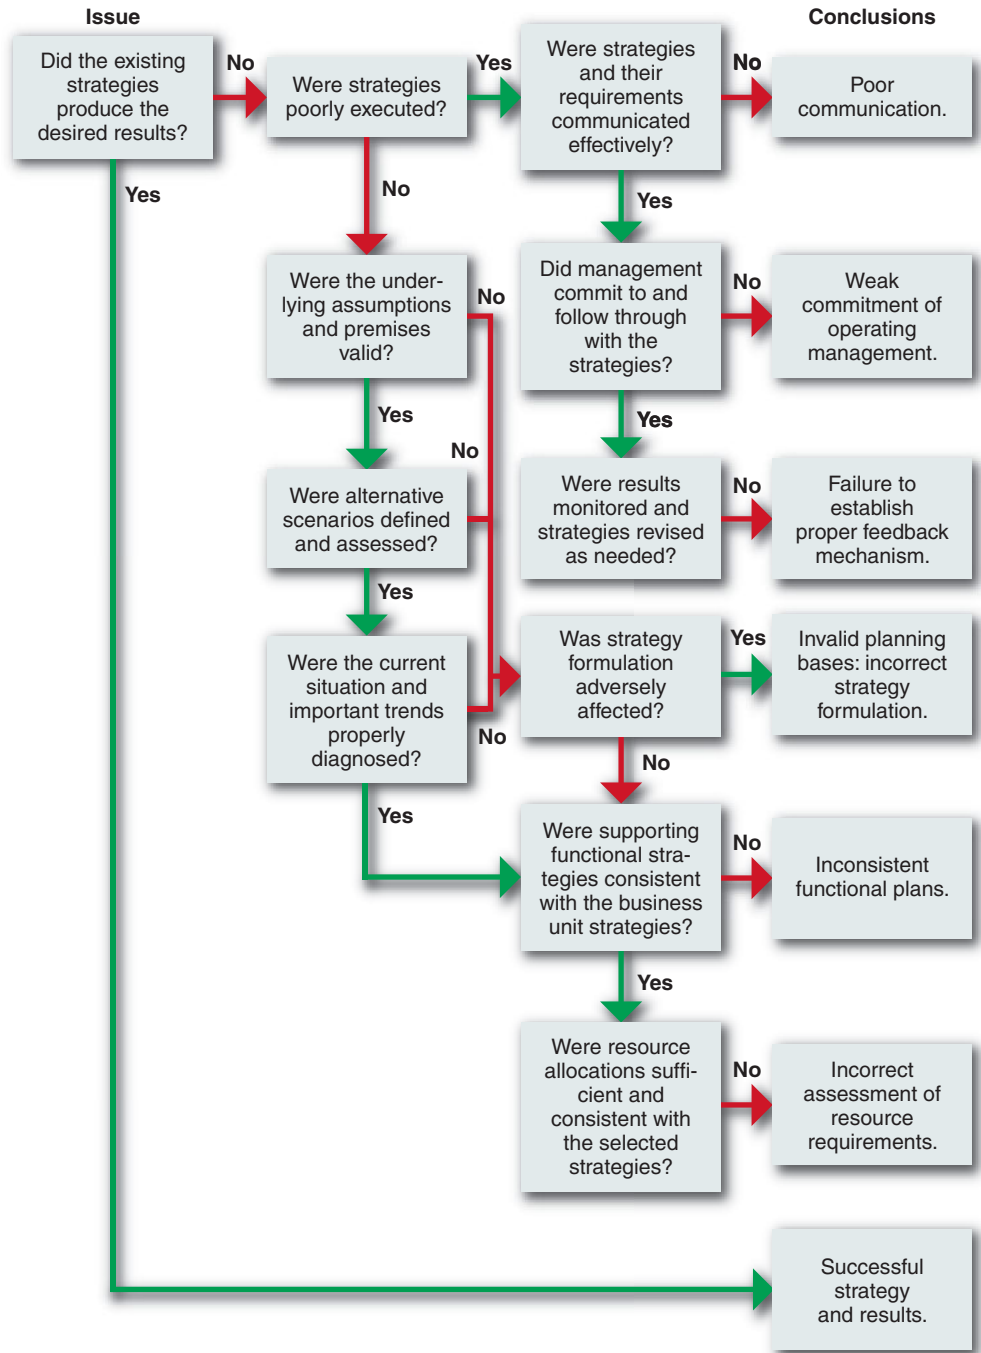 Issue
Conclusions
Did the existing
strategies
produce the
desired results?
No
Were strategies
poorly executed?
Yes
Were strategies
and their
requirements
communicated
effectively?
No
Poor
communication.
Yes
No
Yes
Were the under-
lying assumptions
and premises
valid?
No
Did management
commit to and
follow through
with the
strategies?
No
Weak
commitment of
operating
management.
Yes
Yes
No
Were alternative
scenarios defined
and assessed?
Were results
monitored and
strategies revised
as needed?
No
Failure to
establish
proper feedback
mechanism.
Yes
Were the current
situation and
important trends
properly
diagnosed?
No
Was strategy
formulation
adversely
affected?
Yes
Invalid planning
bases: incorrect
strategy
formulation.
No
Yes
Were supporting
functional stra-
tegies consistent
with the business
unit strategies?
No
Inconsistent
functional plans.
Yes
Were resource
allocations suffi-
cient and
consistent with
the selected
strategies?
No
Incorrect
assessment of
resource
requirements.
Successful
strategy
and results.